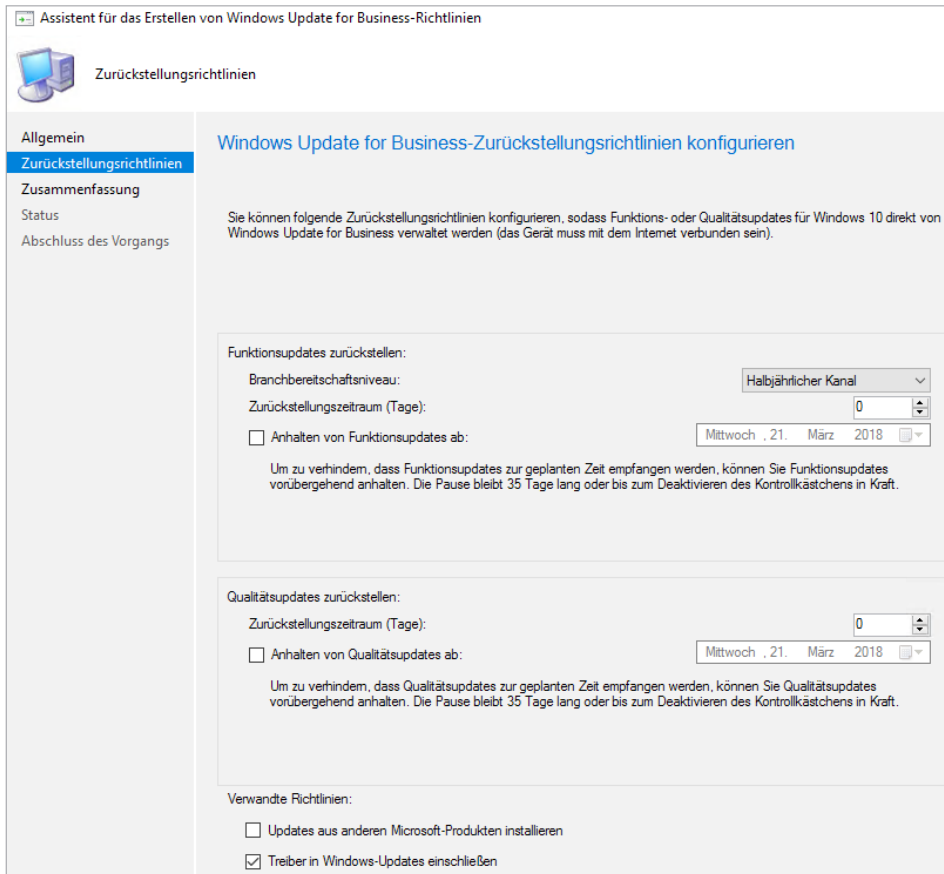 Assistent für das Erstellen von Windows Update for Business-Richtlinien
Zurückstellungsrichtlinien
Allgemein
Zurückstellungsrichtlinien
Zusammenfassung
Status
Abschluss des Vorgangs
Windows Update for Business-Zurückstellungsrichtlinien konfigurieren
Sie können folgende Zurückstellungsrichtlinien konfigurieren, sodass Funktions- oder Qualitätsupdates für Windows 10 direkt von
Windows Update for Business verwaltet werden (das Gerät muss mit dem Internet verbunden sein).
Funktionsupdates zurückstellen:
Branchbereitschaftsniveau: Halbjährlicher Kanal
Zurückstellungszeitraum (Tage): 0
Anhalten von Funktionsupdates ab: Mittwoch , 21. März 2018
Um zu verhindern, dass Funktionsupdates zur geplanten Zeit empfangen werden, können Sie Funktionsupdates
vorübergehend anhalten. Die Pause bleibt 35 Tage lang oder bis zum Deaktivieren des Kontrollkästchens in Kraft.
Qualitätsupdates zurückstellen:
Zurückstellungszeitraum (Tage): 0
Anhalten von Qualitätsupdates ab: Mittwoch , 21. März 2018
Um zu verhindern, dass Qualitätsupdates zur geplanten Zeit empfangen werden, können Sie Qualitätsupdates
vorübergehend anhalten. Die Pause bleibt 35 Tage lang oder bis zum Deaktivieren des Kontrollkästchens in Kraft.
Verwandte Richtlinien:
Updates aus anderen Microsoft-Produkten installieren
Treiber in Windows-Updates einschließen